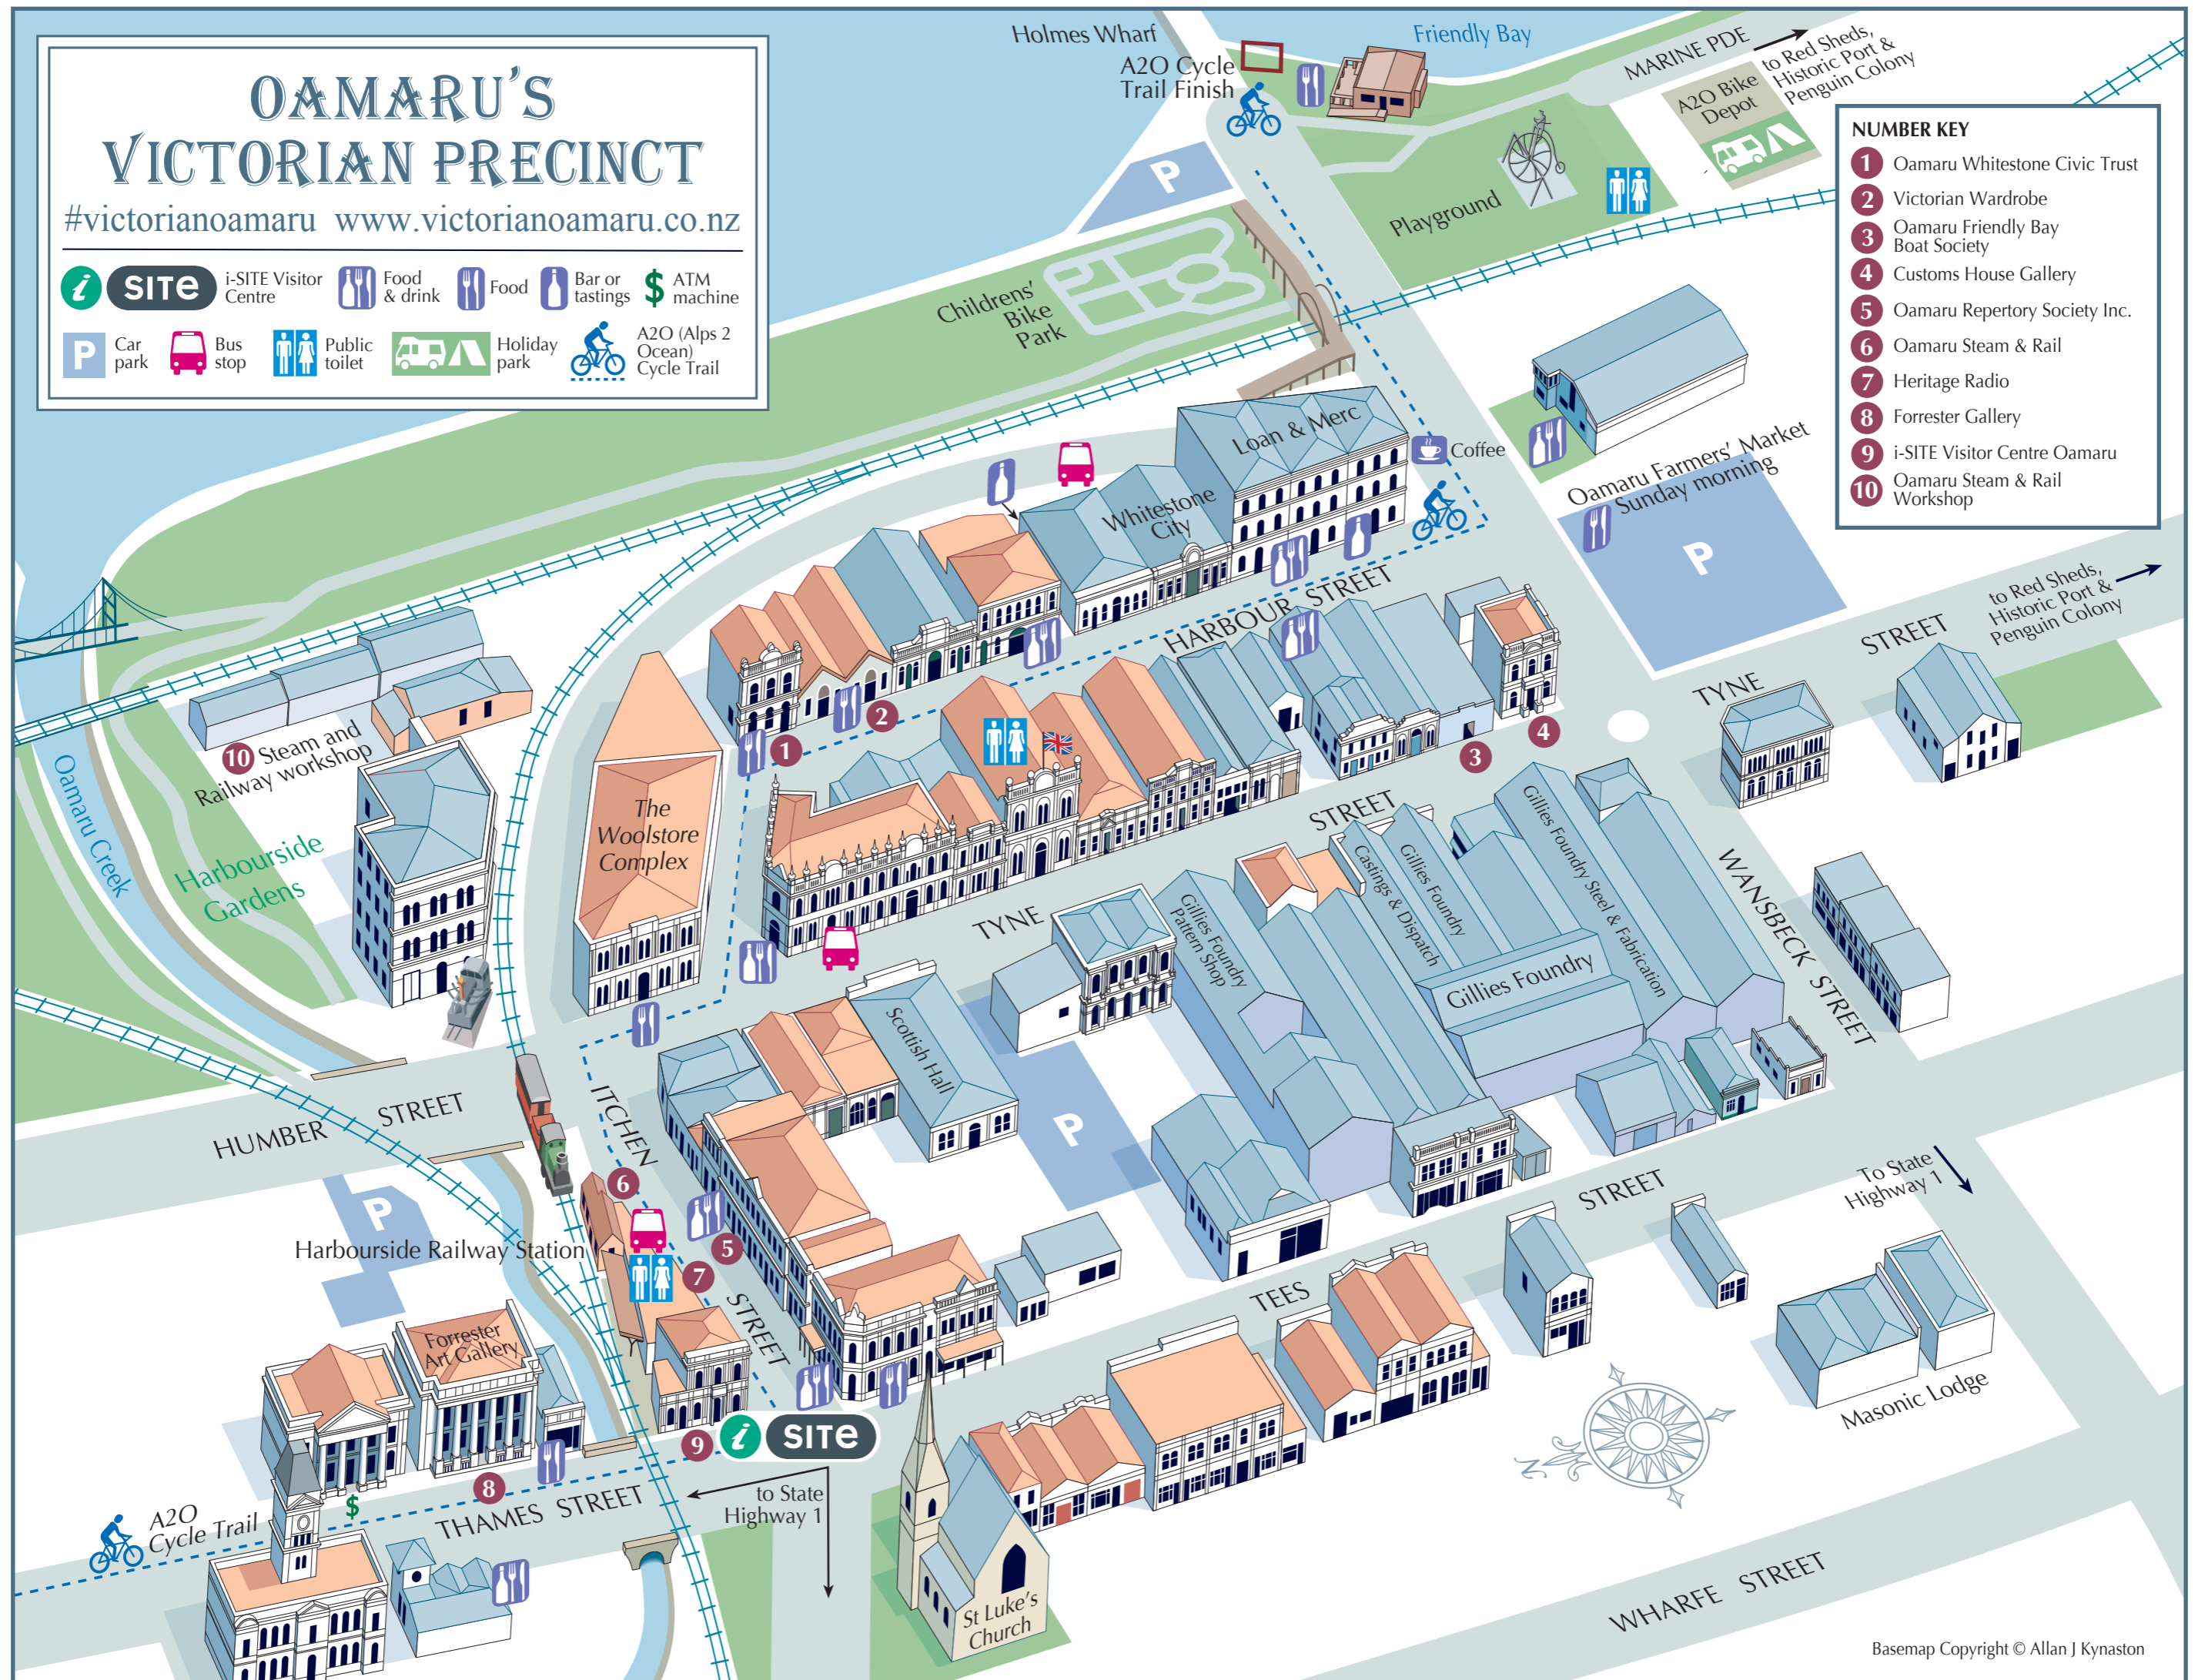 OAMARU'S
VICTORIAN PRECINCT
#victorianoamaru www.victorianoamaru.co.nz
i SITE
i-SITE Visitor
Centre
Food
& drink
Food
Bar or
tastings
$
ATM
machine
P
Car
park
Bus
stop
Public
toilet
Holiday
park
A2O (Alps 2
Ocean)
Cycle Trail
Holmes Wharf
A2O Cycle
Trail Finish
Friendly Bay
MARINE PDE
to Red Sheds,
Historic Port &
Penguin Colony
A2O Bike
Depot
P
Playground
Childrens'
Bike
Park
NUMBER KEY
1 Oamaru Whitestone Civic Trust
2 Victorian Wardrobe
3 Oamaru Friendly Bay
Boat Society
4 Customs House Gallery
5 Oamaru Repertory Society Inc.
6 Oamaru Steam & Rail
7 Heritage Radio
8 Forrester Gallery
9 i-SITE Visitor Centre Oamaru
10 Oamaru Steam & Rail
Workshop
Loan & Merc
Coffee
Whitestone
City
Oamaru Farmers' Market
Sunday morning
P
HARBOUR STREET
to Red Sheds,
Historic Port &
Penguin Colony
STREET
TYNE
2
1
3
4
10 Steam and
Railway workshop
Oamaru Creek
Harbourside
Gardens
The
Woolstore
Complex
STREET
TYNE
Gillies Foundry
Pattern Shop
Castings & Dispatch
Gillies Foundry
Gillies Foundry Steel & Fabrication
Gillies Foundry
WANSBECK STREET
Scottish Hall
P
HUMBER STREET
ITCHEN
STREET
P
Harbourside Railway Station
6
5
7
STREET
TEES
To State
Highway 1
Masonic Lodge
Forrester
Art Gallery
9
i SITE
8
$
THAMES STREET
to State
Highway 1
A2O
Cycle Trail
St Luke's
Church
N
WHARFE STREET
Basemap Copyright © Allan J Kynaston